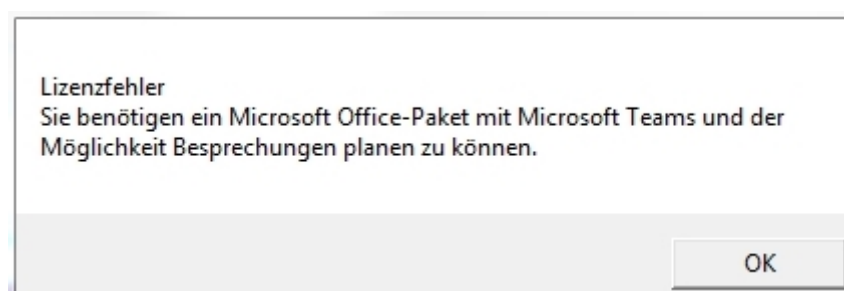 Lizenzfehler
Sie benötigen ein Microsoft Office-Paket mit Microsoft Teams und der
Möglichkeit Besprechungen planen zu können.
OK